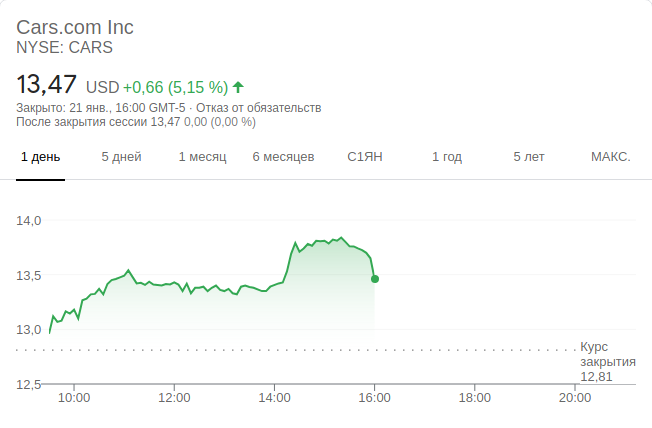 Cars.com Inc
NYSE: CARS
13,47 USD +0,66 (5,15 %)
Закрыто: 21 янв., 16:00 GMT-5 · Отказ от обязательств
После закрытия сессии 13,47 0,00 (0,00 %)
1 день 5 дней 1 месяц 6 месяцев С1ЯН 1 год 5 лет МАКС.
14,0
13,5
13,0
Курс
закрытия
12,81
12,5
10:00 12:00 14:00 16:00 18:00 20:00